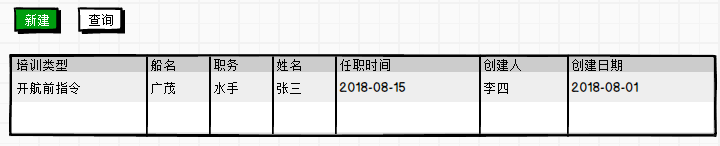 新建 查询
培训类型 船名 职务 姓名 任职时间 创建人 创建日期
开航前指令 广茂 水手 张三 2018-08-15 李四 2018-08-01